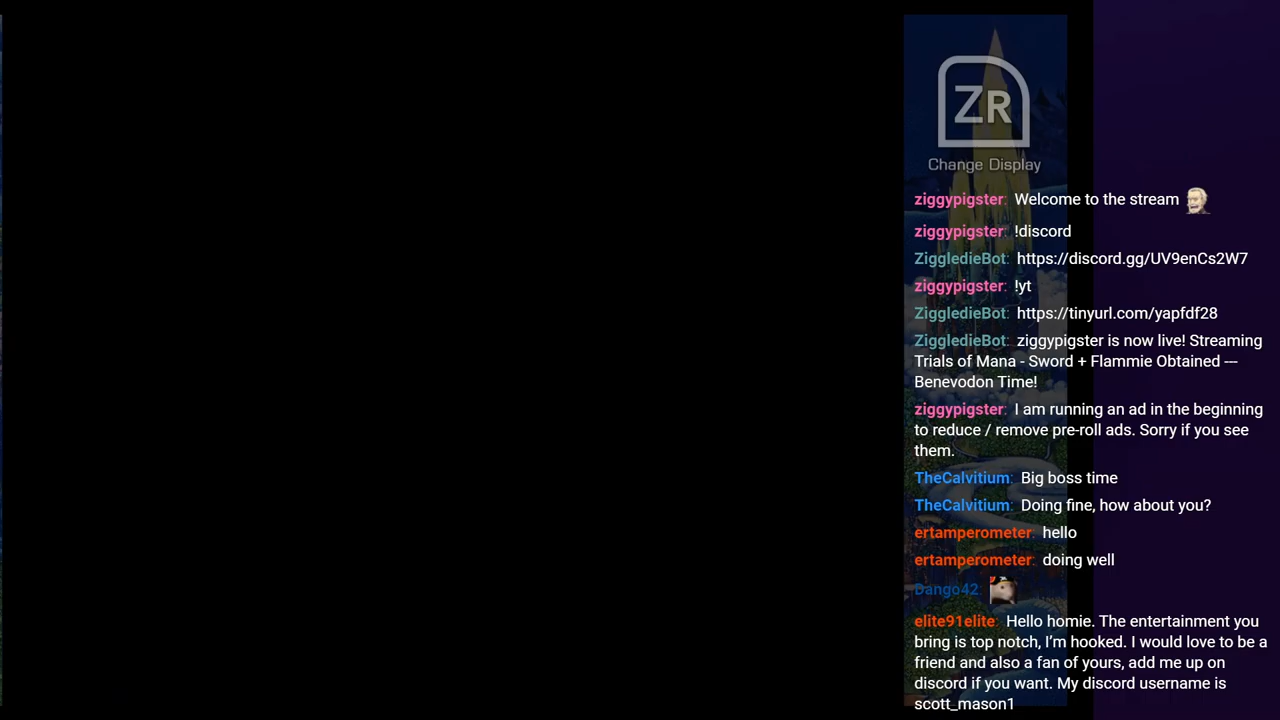 ZR
Change Display
ziggypigster: Welcome to the stream
ziggypigster: !discord
ZiggledieBot: https://discord.gg/UV9enCs2W7
ziggypigster: !yt
ZiggledieBot: https://tinyurl.com/yapfdf28
ZiggledieBot: ziggypigster is now live! Streaming
Trials of Mana - Sword + Flammie Obtained ---
Benevodon Time!
ziggypigster: I am running an ad in the beginning
to reduce / remove pre-roll ads. Sorry if you see
them.
TheCalvitium: Big boss time
TheCalvitium: Doing fine, how about you?
ertamperometer: hello
ertamperometer: doing well
Dango42:
elite91elite: Hello homie. The entertainment you
bring is top notch, I’m hooked. I would love to be a
friend and also a fan of yours, add me up on
discord if you want. My discord username is
scott_mason1